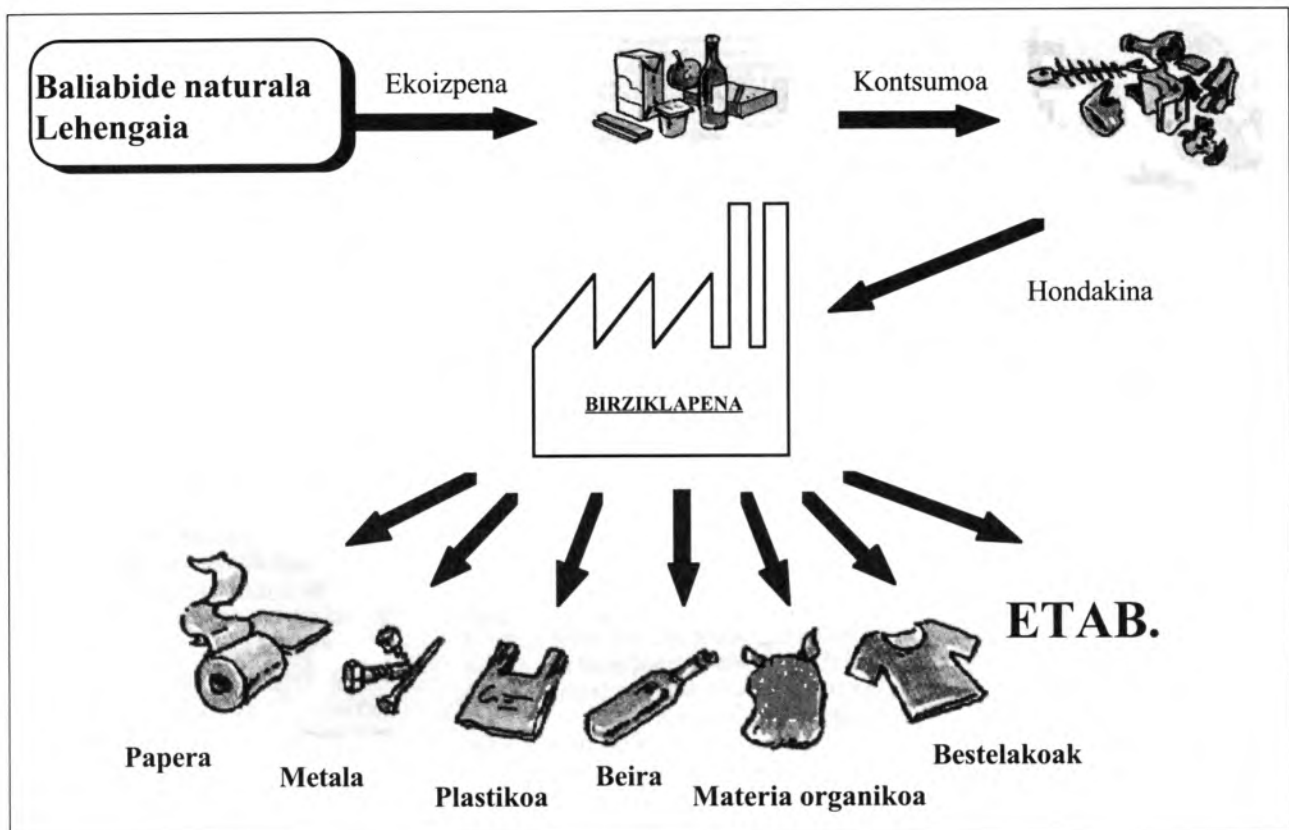 Baliabide naturala
Lehengaia
Ekoizpena
Kontsumoa
Hondakina
BIRZIKLAPENA
ETAB.
Papera
Metala
Plastikoa
Beira
Materia organikoa
Bestelakoak